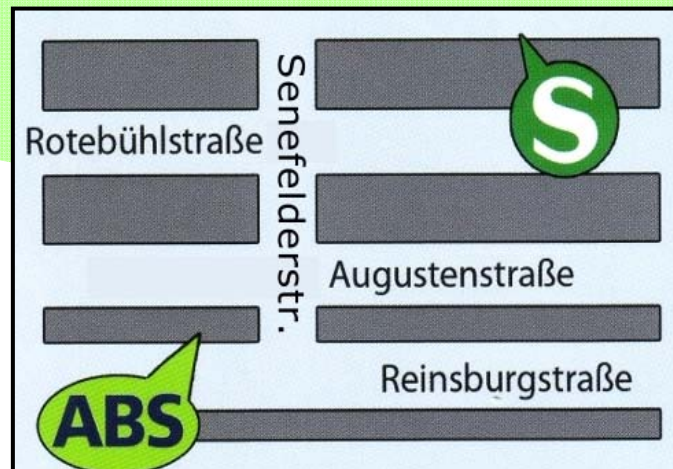 Senefelderstr.
S
Rotebühlstraße
Augustenstraße
Reinsburgstraße
ABS